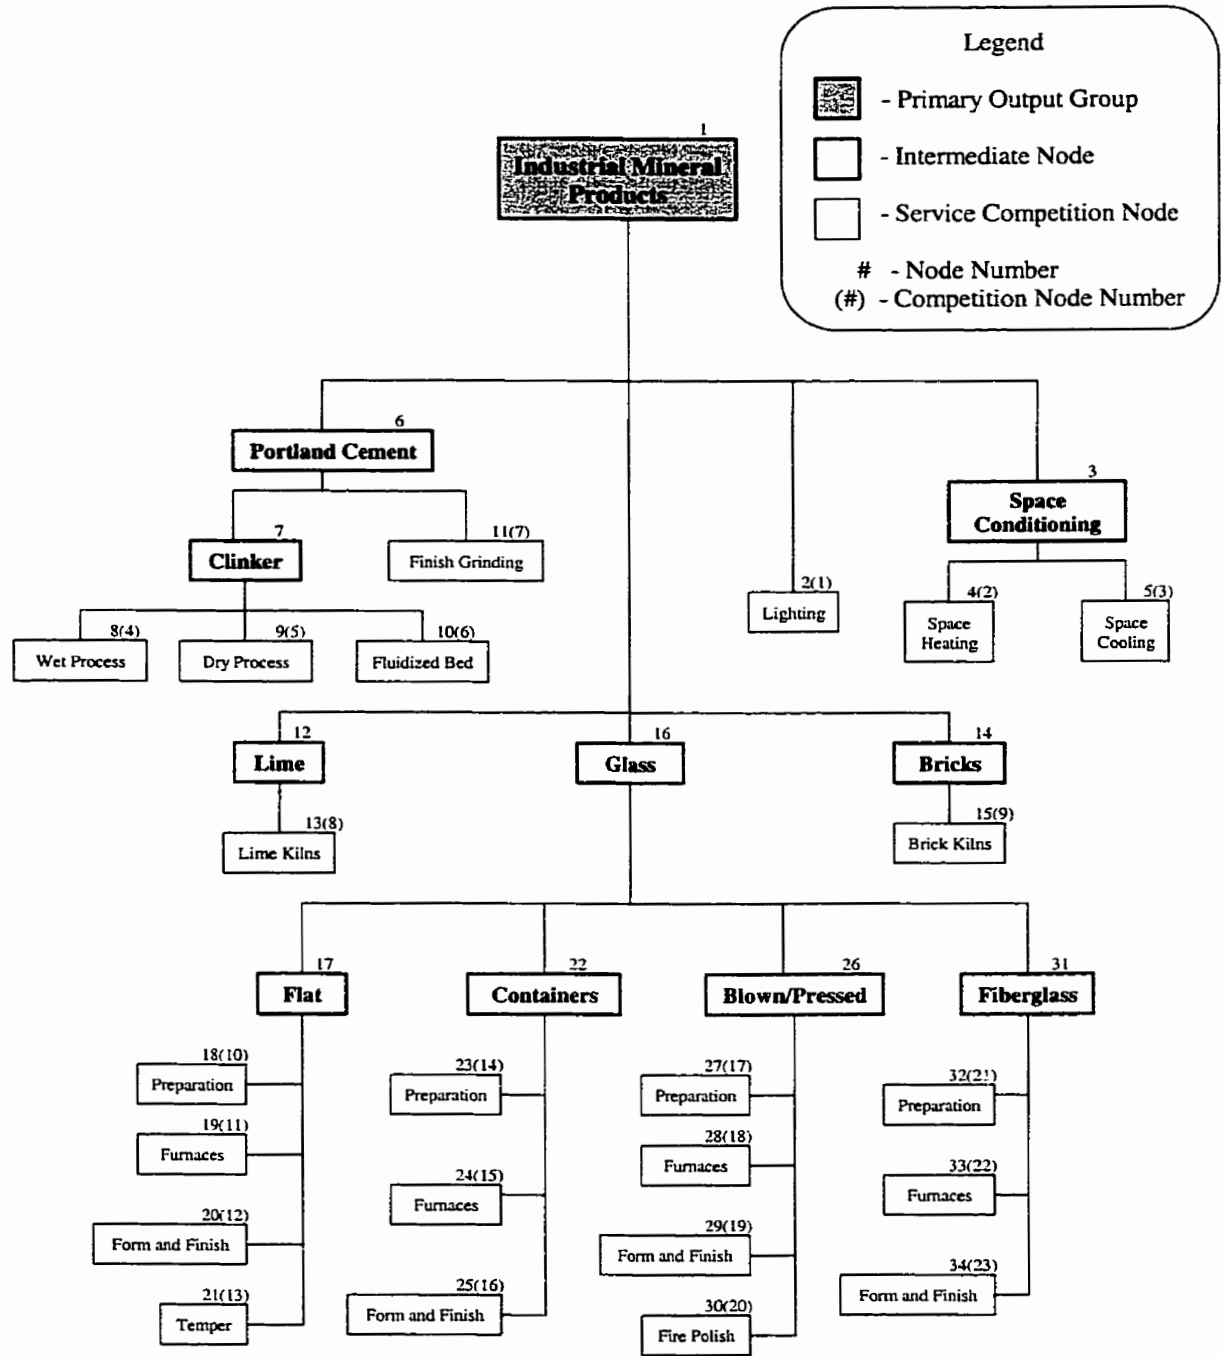 Legend
- Primary Output Group
- Intermediate Node
- Service Competition Node
# - Node Number
(#) - Competition Node Number
1
Industrial Mineral
Products
6
Portland Cement
3
Space
Conditioning
7
Clinker
11(7)
Finish Grinding
2(1)
Lighting
4(2)
Space
Heating
5(3)
Space
Cooling
8(4)
Wet Process
9(5)
Dry Process
10(6)
Fluidized Bed
12
Lime
16
Glass
14
Bricks
13(8)
Lime Kilns
15(9)
Brick Kilns
17
Flat
22
Containers
26
Blown/Pressed
31
Fiberglass
18(10)
Preparation
19(11)
Furnaces
20(12)
Form and Finish
21(13)
Temper
23(14)
Preparation
24(15)
Furnaces
25(16)
Form and Finish
27(17)
Preparation
28(18)
Furnaces
29(19)
Form and Finish
30(20)
Fire Polish
32(21)
Preparation
33(22)
Furnaces
34(23)
Form and Finish